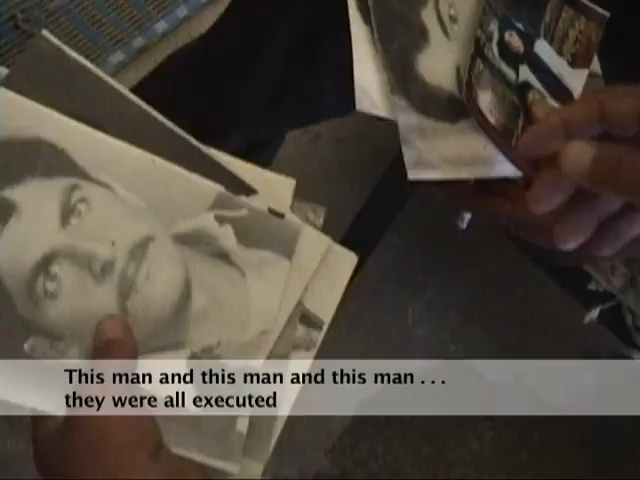 This man and this man and this man . . .
they were all executed